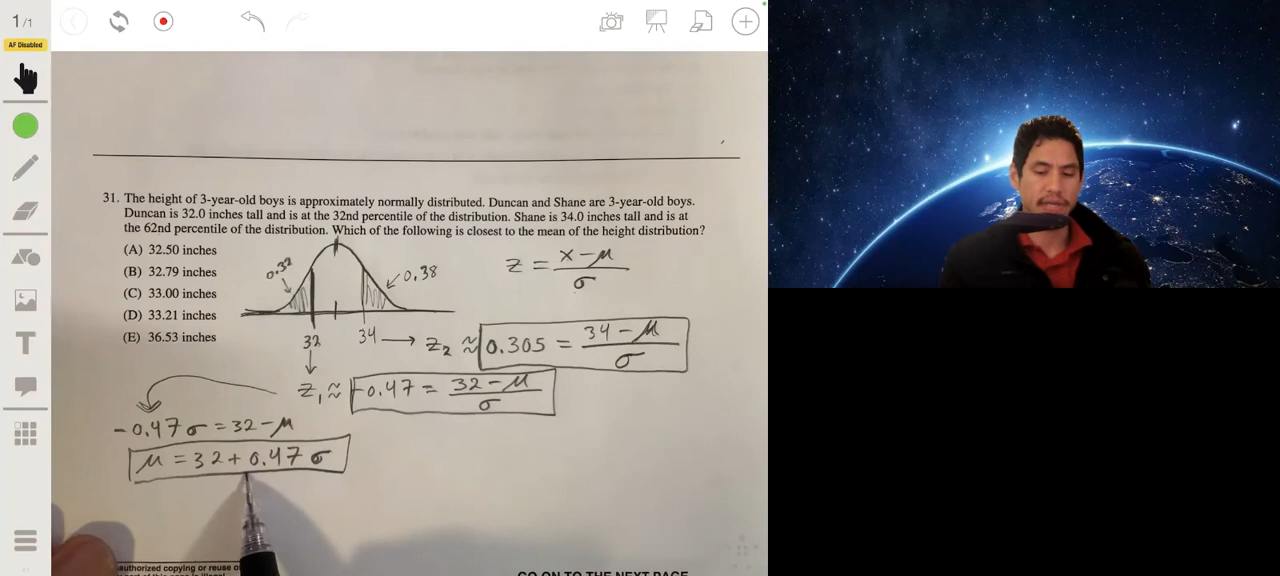 1/1
AF Disabled
31. The height of 3-year-old boys is approximately normally distributed. Duncan and Shane are 3-year-old boys.
Duncan is 32.0 inches tall and is at the 32nd percentile of the distribution. Shane is 34.0 inches tall and is at
the 62nd percentile of the distribution. Which of the following is closest to the mean of the height distribution?
(A) 32.50 inches
(B) 32.79 inches
(C) 33.00 inches
(D) 33.21 inches
(E) 36.53 inches
0.32
0.38
z = x - μ / σ
32
34 → z₂ ≈ 0.305 = 34 - μ / σ
z₁ ≈ -0.47 = 32 - μ / σ
-0.47σ = 32 - μ
μ = 32 + 0.47σ
authorized copying or reuse o
GO ON TO THE NEXT PAGE